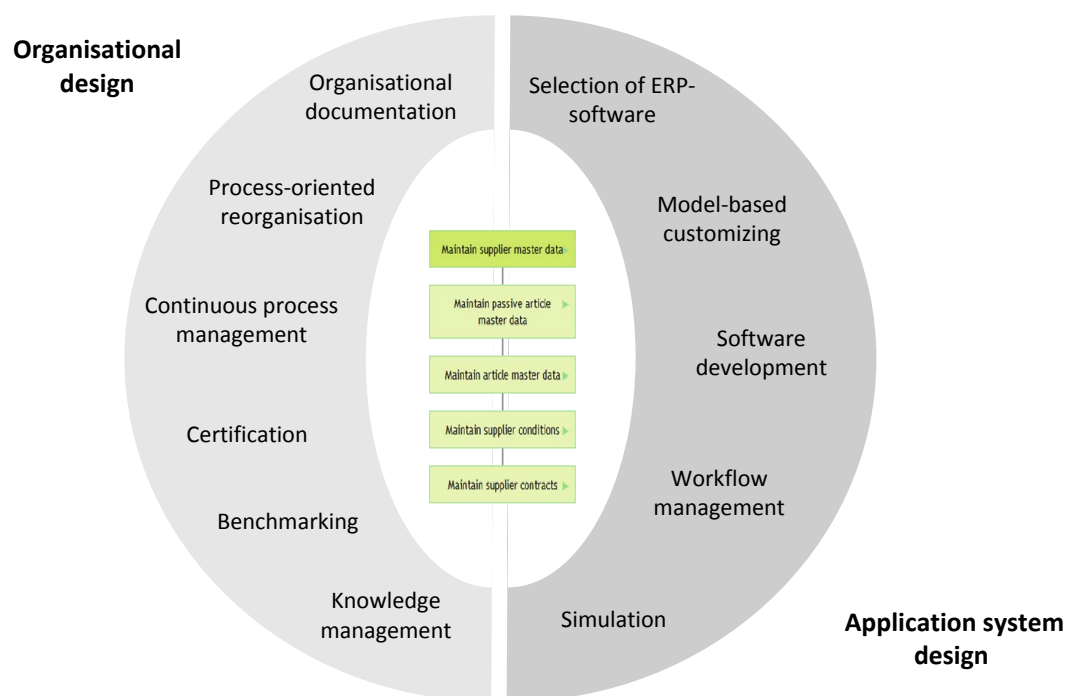 Organisational
design
Organisational
documentation
Process-oriented
reorganisation
Continuous process
management
Certification
Benchmarking
Knowledge
management
Maintain supplier master data
Maintain passive article
master data
Maintain article master data
Maintain supplier conditions
Maintain supplier contracts
Selection of ERP-
software
Model-based
customizing
Software
development
Workflow
management
Simulation
Application system
design